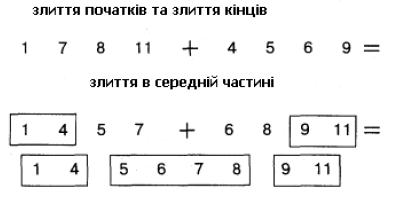 злиття початків та злиття кінців
1 7 8 11 + 4 5 6 9 =
злиття в середній частині
1 4 5 7 + 6 8 9 11 =
1 4 5 6 7 8 9 11